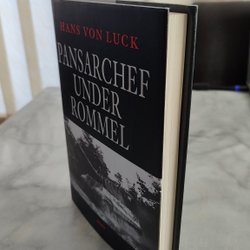 HANS VON LUCK
PANSARCHEF
UNDER
ROMMEL